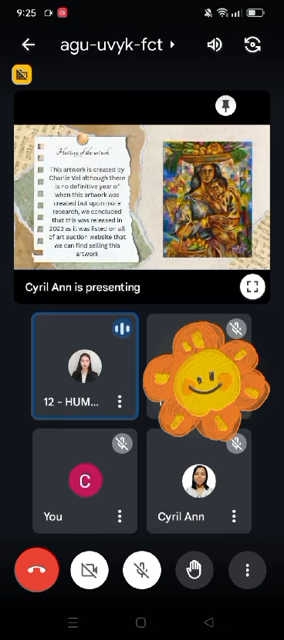 9:25
agu-uvyk-fct
History of the artwork
This artwork is created by
Charlie Val although there
is no definitive year of
when this artwork was
created but upon more
research, we concluded
that this was released in
2023 as it was listed on all
of art auction website that
we can find selling this
artwork
Cyril Ann is presenting
12 - HUM...
C
You
Cyril Ann